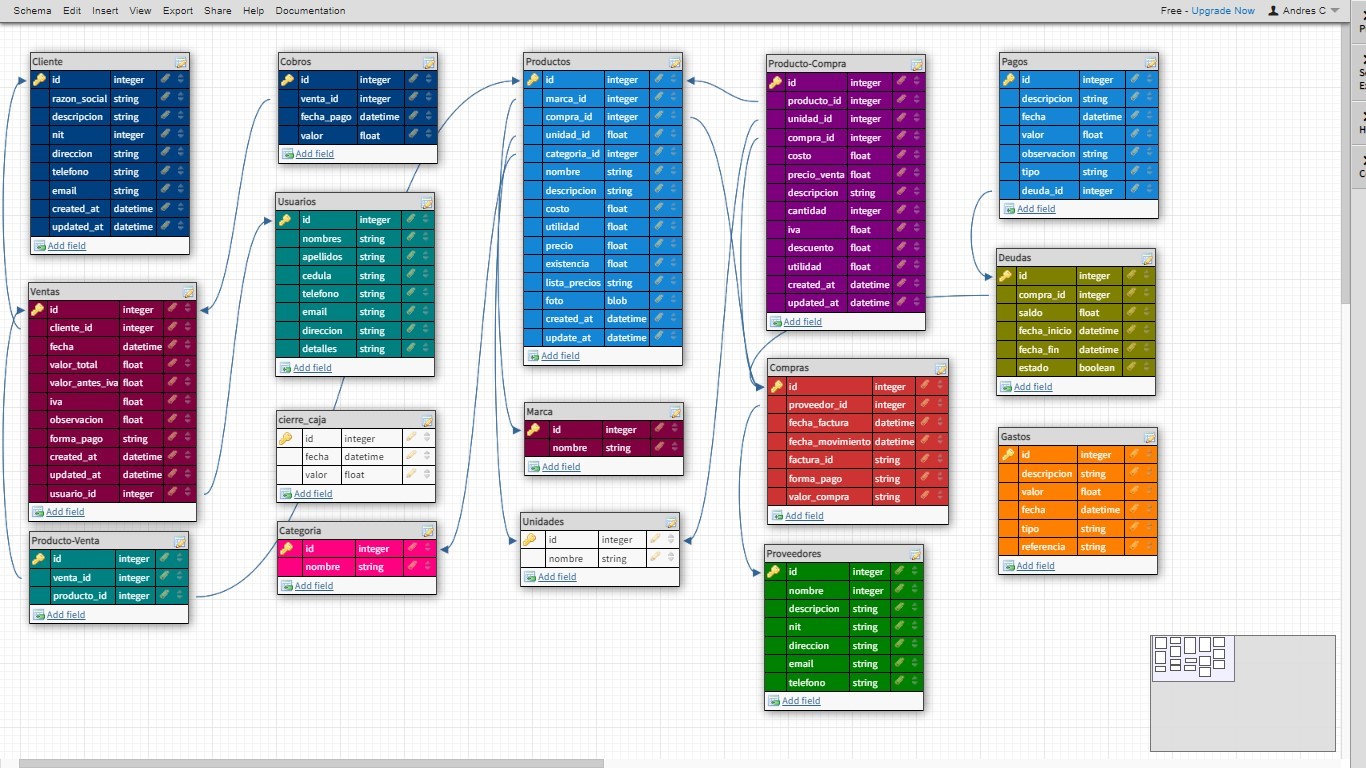 Schema Edit Insert View Export Share Help Documentation
Free - Upgrade Now Andres C
Cliente
id integer
razon_social string
descripcion string
nit integer
direccion string
telefono string
email string
created_at datetime
updated_at datetime
Add field
Ventas
id integer
cliente_id integer
fecha datetime
valor_total float
valor_antes_iva float
iva float
observacion float
forma_pago string
created_at datetime
updated_at datetime
usuario_id integer
Add field
Producto-Venta
id integer
venta_id integer
producto_id integer
Add field
Cobros
id integer
venta_id integer
fecha_pago datetime
valor float
Add field
Usuarios
id integer
nombres string
apellidos string
cedula string
telefono string
email string
direccion string
detalles string
Add field
cierre_caja
id integer
fecha datetime
valor float
Add field
Categoria
id integer
nombre string
Add field
Productos
id integer
marca_id integer
compra_id integer
unidad_id float
categoria_id integer
nombre string
descripcion string
costo float
utilidad float
precio float
existencia float
lista_precios string
foto blob
created_at datetime
update_at datetime
Add field
Marca
id integer
nombre string
Add field
Unidades
id integer
nombre string
Add field
Producto-Compra
id integer
producto_id integer
unidad_id integer
compra_id integer
costo float
precio_venta float
descripcion string
cantidad integer
iva float
descuento float
utilidad float
created_at datetime
updated_at datetime
Add field
Compras
id integer
proveedor_id integer
fecha_factura datetime
fecha_movimiento datetime
factura_id string
forma_pago string
valor_compra string
Add field
Proveedores
id integer
nombre integer
descripcion string
nit string
direccion string
email string
telefono string
Add field
Pagos
id integer
descripcion string
fecha datetime
valor float
observacion string
tipo string
deuda_id integer
Add field
Deudas
id integer
compra_id integer
saldo float
fecha_inicio datetime
fecha_fin datetime
estado boolean
Add field
Gastos
id integer
descripcion string
valor float
fecha datetime
tipo string
referencia string
Add field